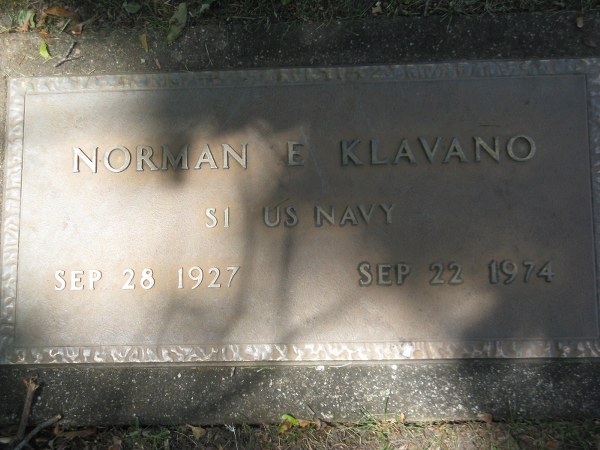 NORMAN E KLAVANO
S1 US NAVY
SEP 28 1927 SEP 22 1974